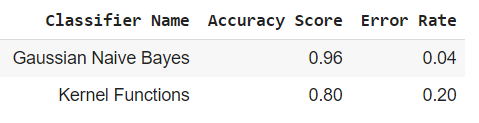 Classifier Name Accuracy Score Error Rate
Gaussian Naive Bayes 0.96 0.04
Kernel Functions 0.80 0.20